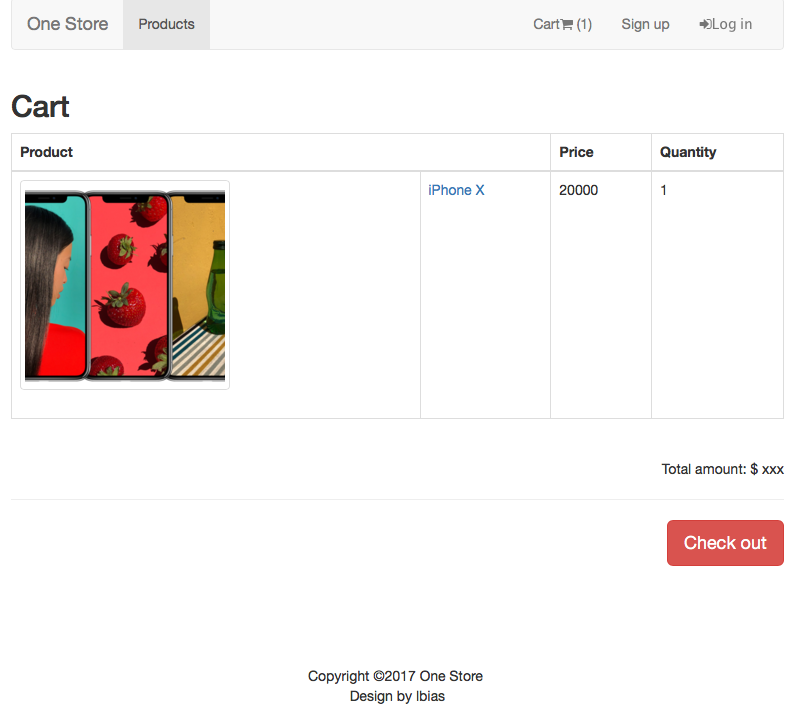 One Store Products Cart (1) Sign up Log in
Cart
Product Price Quantity
iPhone X 20000 1
Total amount: $ xxx
Check out
Copyright ©2017 One Store
Design by lbias